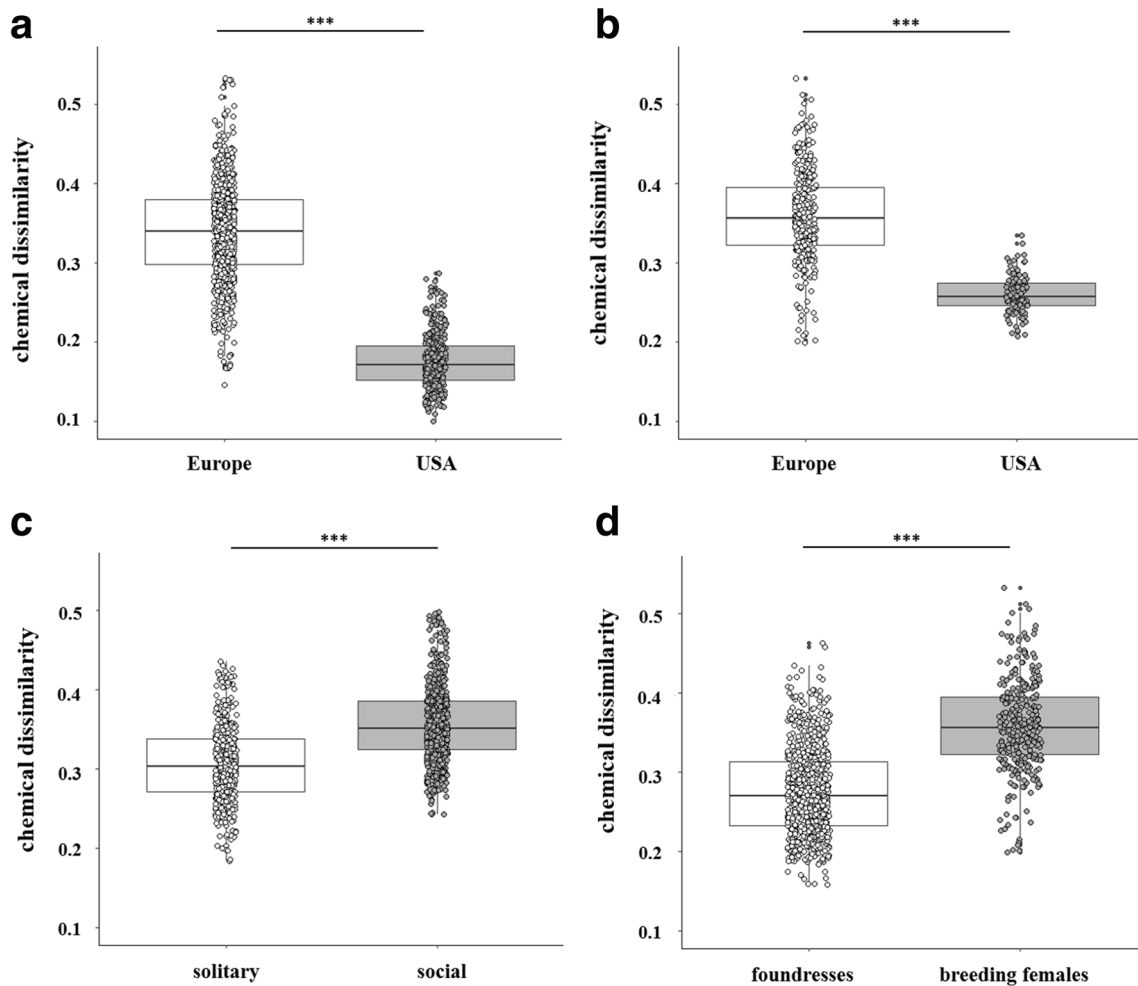 a
***
chemical dissimilarity
0.5
0.4
0.3
0.2
0.1
Europe USA
b
***
chemical dissimilarity
0.5
0.4
0.3
0.2
0.1
Europe USA
c
***
chemical dissimilarity
0.5
0.4
0.3
0.2
0.1
solitary social
d
***
chemical dissimilarity
0.5
0.4
0.3
0.2
0.1
foundresses breeding females